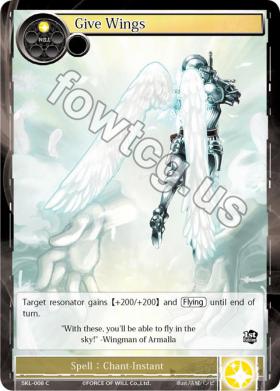 Give Wings
WILL
fowtcg.us
Target resonator gains [+200/+200] and Flying until end of
turn.
"With these, you'll be able to fly in the
sky!" -Wingman of Armalla
1st
Spell : Chant-Instant
SKL-008 C
©FORCE OF WILL Co.,Ltd.